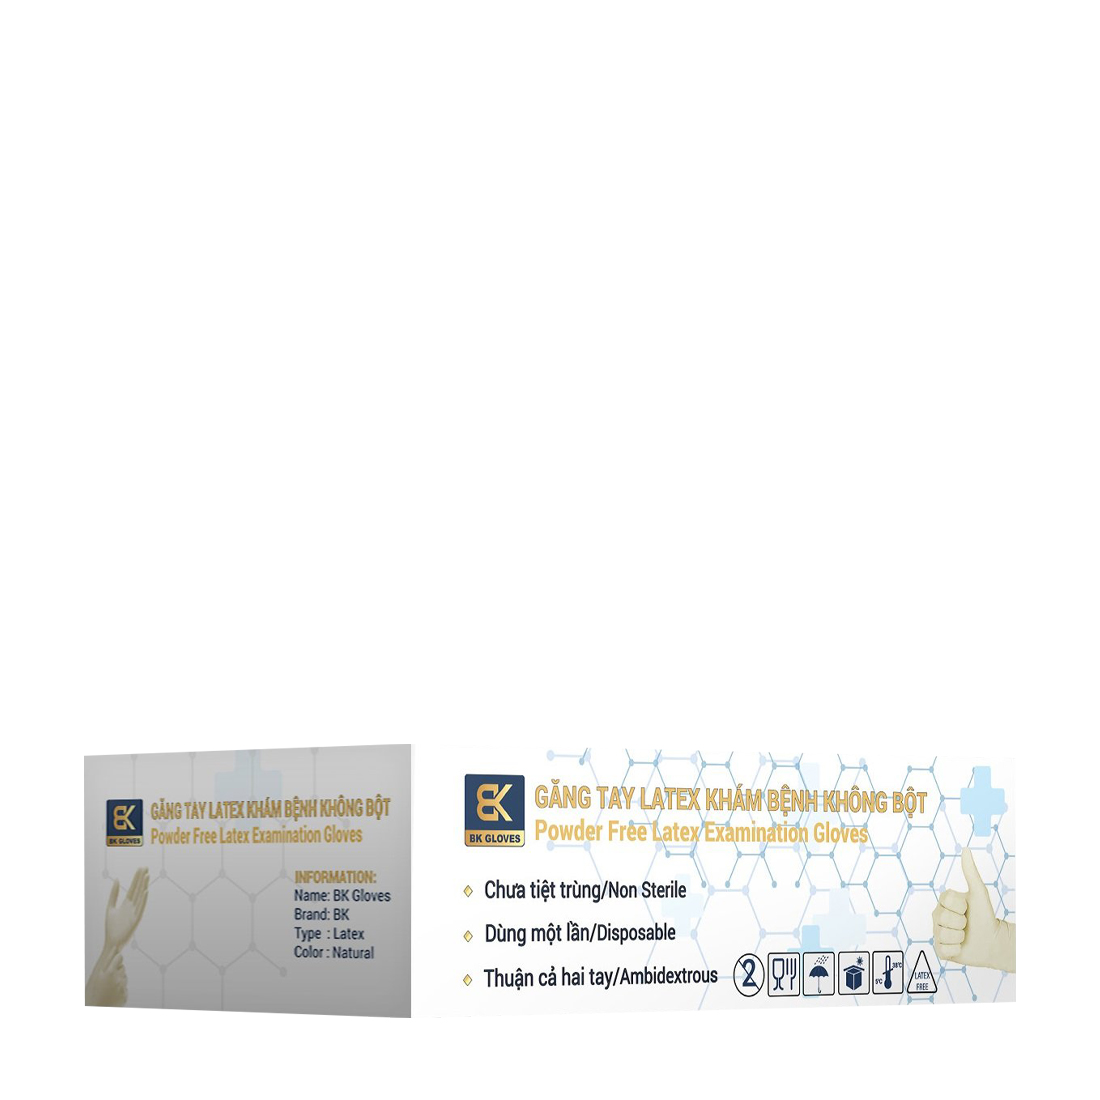 BK
BK GLOVES
GĂNG TAY LATEX KHÁM BỆNH KHÔNG BỘT
Powder Free Latex Examination Gloves
INFORMATION:
Name: BK Gloves
Brand: BK
Type : Latex
Color : Natural
BK
BK GLOVES
GĂNG TAY LATEX KHÁM BỆNH KHÔNG BỘT
Powder Free Latex Examination Gloves
Chưa tiệt trùng/Non Sterile
Dùng một lần/Disposable
Thuận cả hai tay/Ambidextrous
2
5°C
38°C
LATEX
FREE